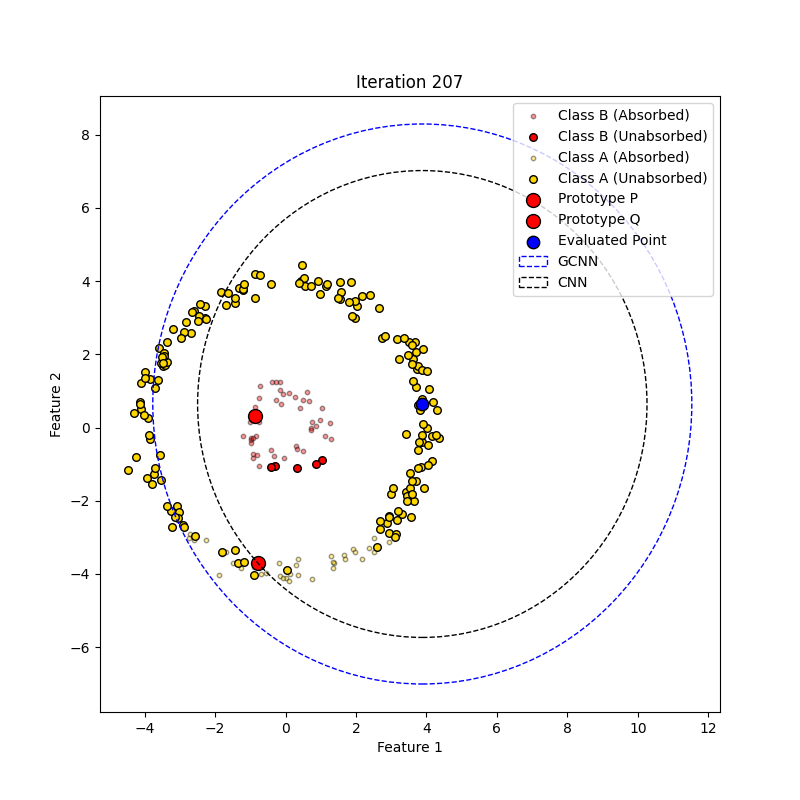 Iteration 207
Class B (Absorbed)
Class B (Unabsorbed)
Class A (Absorbed)
Class A (Unabsorbed)
Prototype P
Prototype Q
Evaluated Point
GCNN
CNN
8
6
4
2
0
−2
−4
−6
Feature 2
−4
−2
0
2
4
6
8
10
12
Feature 1